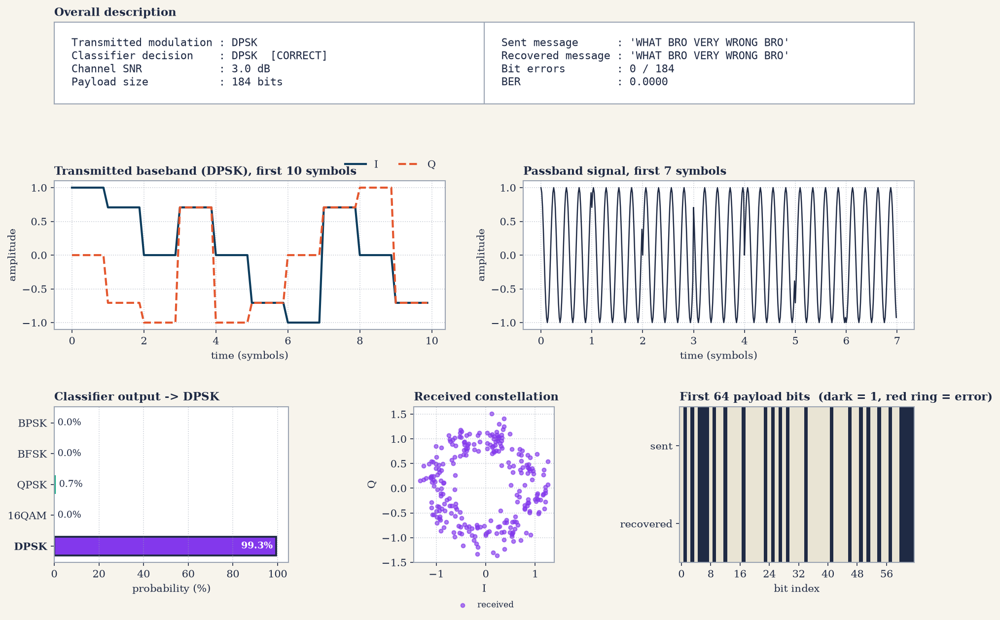 Overall description
Transmitted modulation : DPSK
Classifier decision : DPSK [CORRECT]
Channel SNR : 3.0 dB
Payload size : 184 bits
Sent message : 'WHAT BRO VERY WRONG BRO'
Recovered message : 'WHAT BRO VERY WRONG BRO'
Bit errors : 0 / 184
BER : 0.0000
I Q
Transmitted baseband (DPSK), first 10 symbols
1.0
0.5
0.0
−0.5
−1.0
amplitude
0 2 4 6 8 10
time (symbols)
Passband signal, first 7 symbols
1.0
0.5
0.0
−0.5
−1.0
amplitude
0 1 2 3 4 5 6 7
time (symbols)
Classifier output -> DPSK
BPSK 0.0%
BFSK 0.0%
QPSK 0.7%
16QAM 0.0%
DPSK 99.3%
0 20 40 60 80 100
probability (%)
Received constellation
1.5
1.0
0.5
0.0
−0.5
−1.0
−1.5
Q
−1 0 1
I
received
First 64 payload bits (dark = 1, red ring = error)
sent
recovered
0 8 16 24 32 40 48 56
bit index